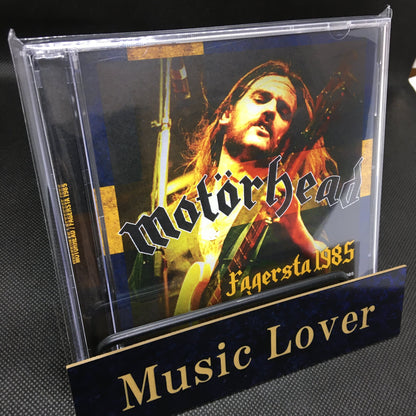 MOTÖRHEAD / FAGERSTA 1985
Motörhead
Fagersta 1985
Music Lover